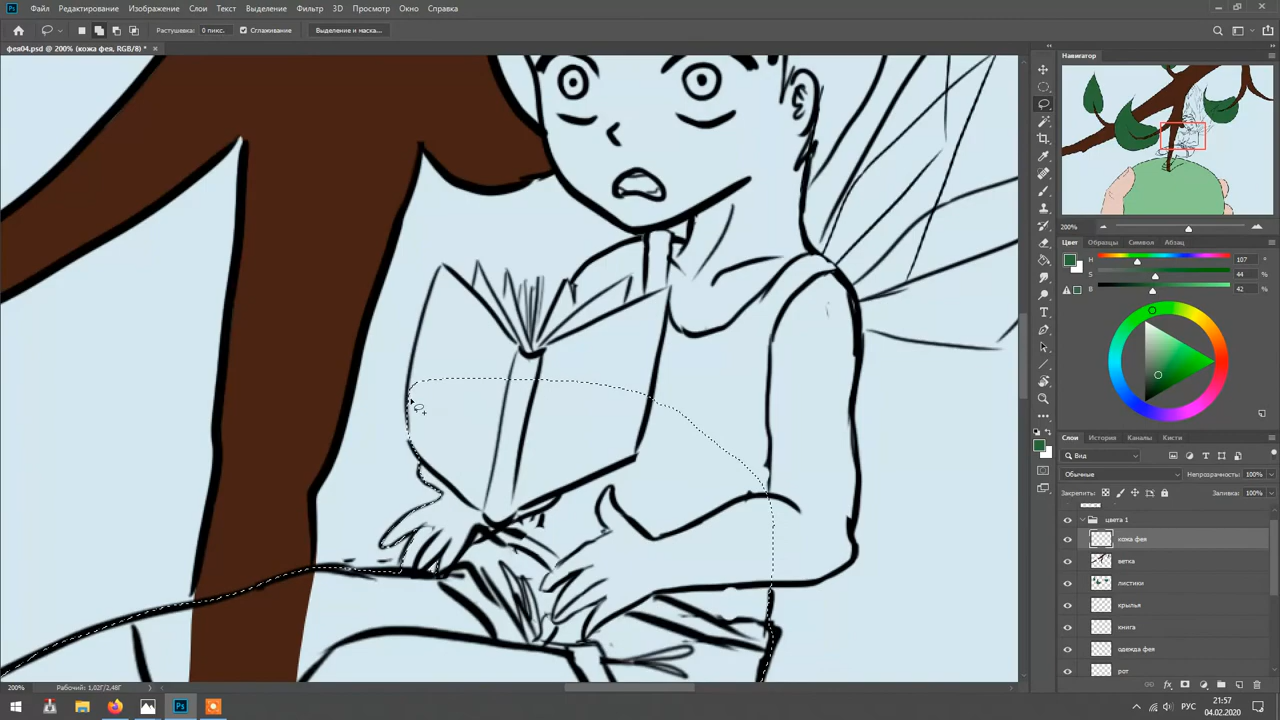 Файл Редактирование Изображение Слои Текст Выделение Фильтр 3D Просмотр Окно Справка
Растушевка: 0 пикс. Сглаживание Выделение и маска...
фея04.psd @ 200% (кожа фея, RGB/8) *
Навигатор
200%
Цвет Образцы Символ Абзац
H 107 °
S 44 %
B 42 %
Слои История Каналы Кисти
Вид
Обычные Непрозрачность: 100%
Закрепить: Заливка: 100%
цвета 1
кожа фея
ветка
листики
крылья
книга
одежда фея
рот
200% Рабочий: 1,02Г/2,48Г
Ps
РУС 21:57
04.02.2020